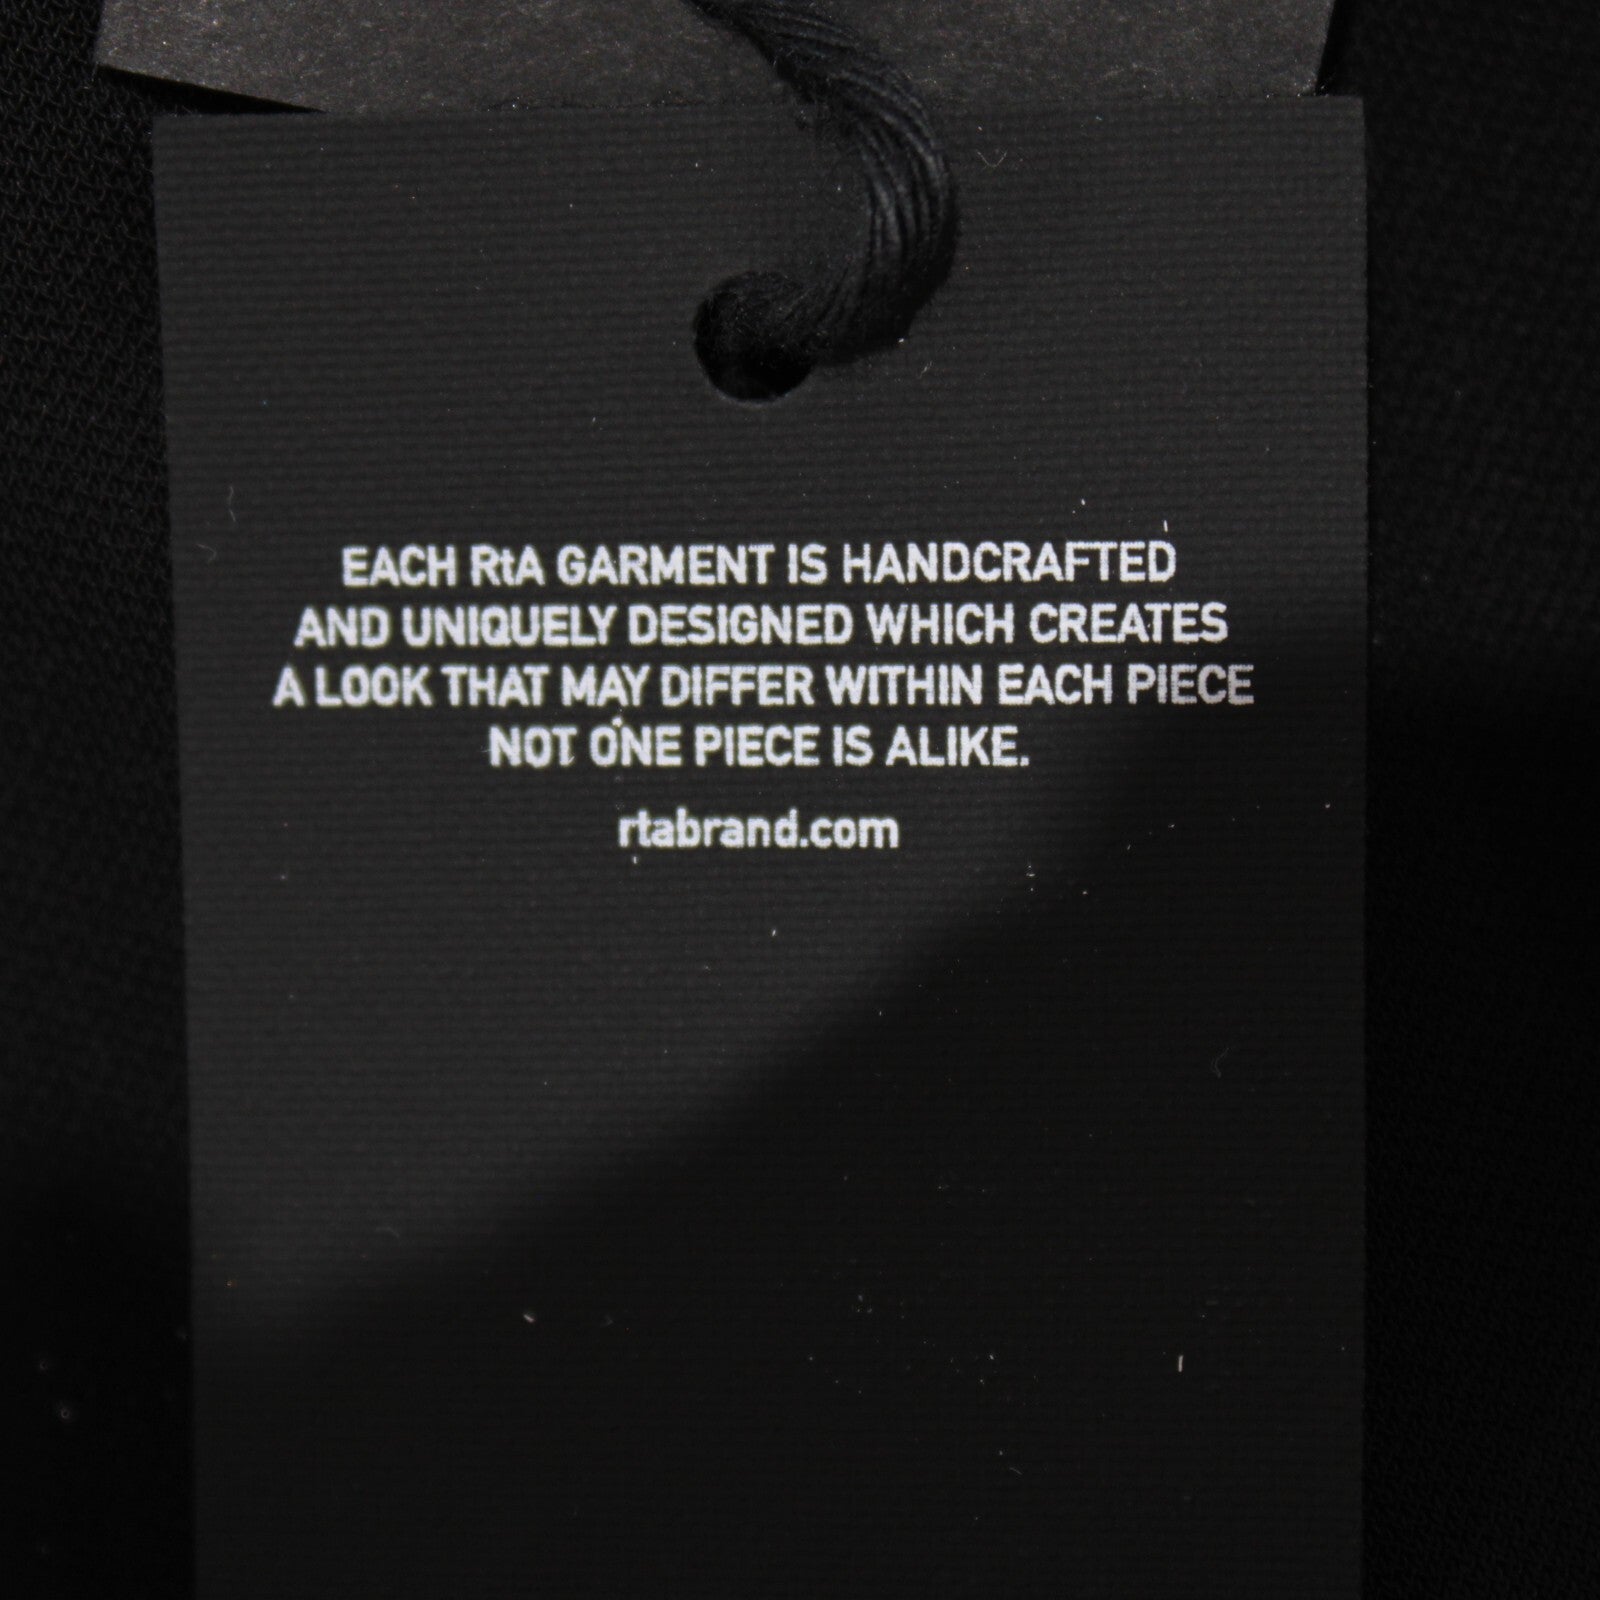 EACH RtA GARMENT IS HANDCRAFTED
AND UNIQUELY DESIGNED WHICH CREATES
A LOOK THAT MAY DIFFER WITHIN EACH PIECE
NOT ONE PIECE IS ALIKE.
rtabrand.com